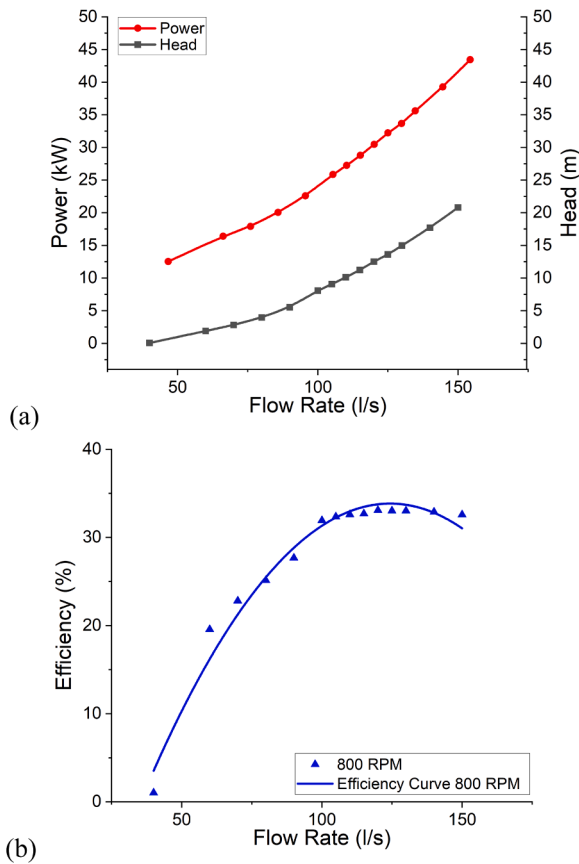 (a)
Power
Head
Power (kW)
50
45
40
35
30
25
20
15
10
5
0
Head (m)
50
45
40
35
30
25
20
15
10
5
0
50 100 150
Flow Rate (l/s)
(b)
Efficiency (%)
40
30
20
10
0
800 RPM
Efficiency Curve 800 RPM
50 100 150
Flow Rate (l/s)